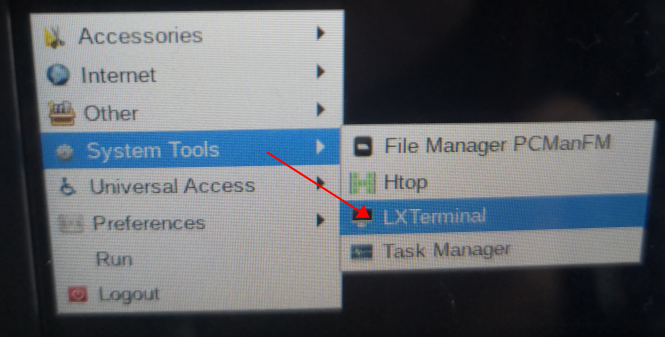 Accessories
Internet
Other
System Tools
Universal Access
Preferences
Run
Logout
File Manager PCManFM
Htop
LXTerminal
Task Manager